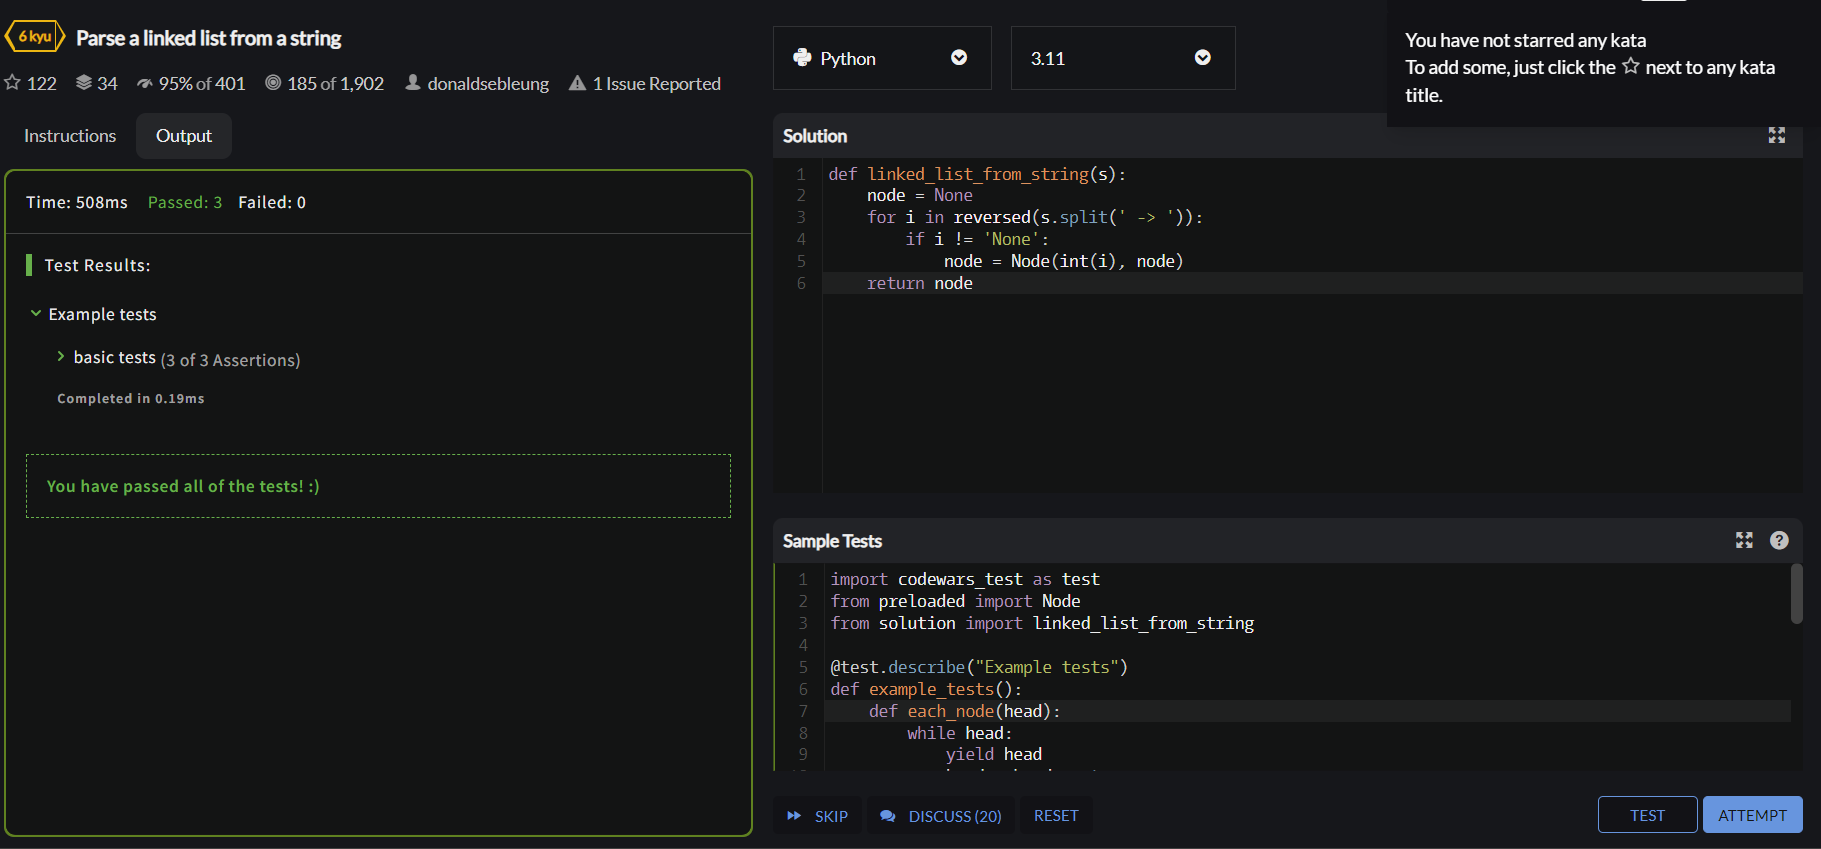 6 kyu Parse a linked list from a string
122 34 95% of 401 185 of 1,902 donaldsebleung 1 Issue Reported
Instructions Output
Time: 508ms Passed: 3 Failed: 0
Test Results:
Example tests
basic tests (3 of 3 Assertions)
Completed in 0.19ms
You have passed all of the tests! :)
Python 3.11
You have not starred any kata
To add some, just click the ☆ next to any kata
title.
Solution
1 def linked_list_from_string(s):
2     node = None
3     for i in reversed(s.split(' -> ')):
4         if i != 'None':
5             node = Node(int(i), node)
6     return node
Sample Tests
1 import codewars_test as test
2 from preloaded import Node
3 from solution import linked_list_from_string
4
5 @test.describe("Example tests")
6 def example_tests():
7     def each_node(head):
8         while head:
9             yield head
SKIP DISCUSS (20) RESET TEST ATTEMPT